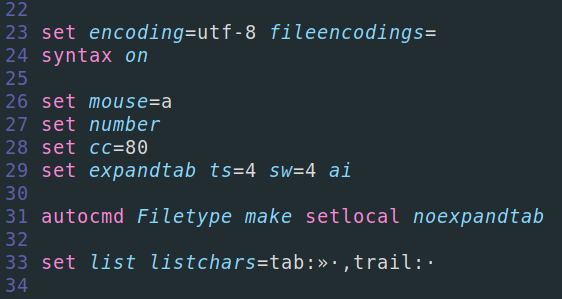 22
23 set encoding=utf-8 fileencodings=
24 syntax on
25
26 set mouse=a
27 set number
28 set cc=80
29 set expandtab ts=4 sw=4 ai
30
31 autocmd Filetype make setlocal noexpandtab
32
33 set list listchars=tab:»·,trail:·
34